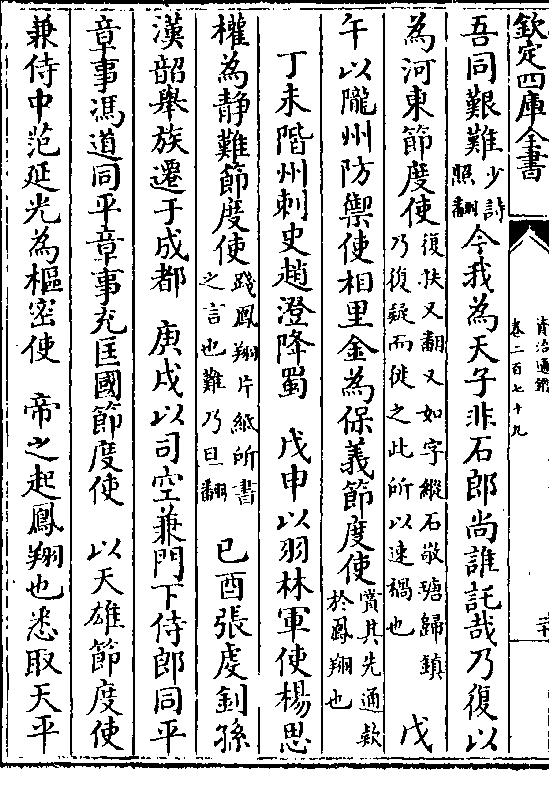 欽定四庫全書
資治通鑑
卷二百七十九
吾同艱難少詩照翻今我為天子非石郎尚誰託哉乃復以
為河東節度使復扶又翻又如字縱石敬瑭歸鎮乃復疑而徙之此所以速禍也 戊
午以隴州防禦使相里金為保義節度使賞其先通款於鳳翔也
丁未階州刺史趙澄降蜀 戊申以羽林軍使楊思
權為静難節度使踐鳳翔片紙所書之言也難乃旦翻 己酉張虔釗孫
漢韶舉族遷于成都 庚戌以司空兼門下侍郎同平
章事馮道同平章事充匡國節度使 以天雄節度使
兼侍中范延光為樞密使 帝之起鳳翔也悉取天平